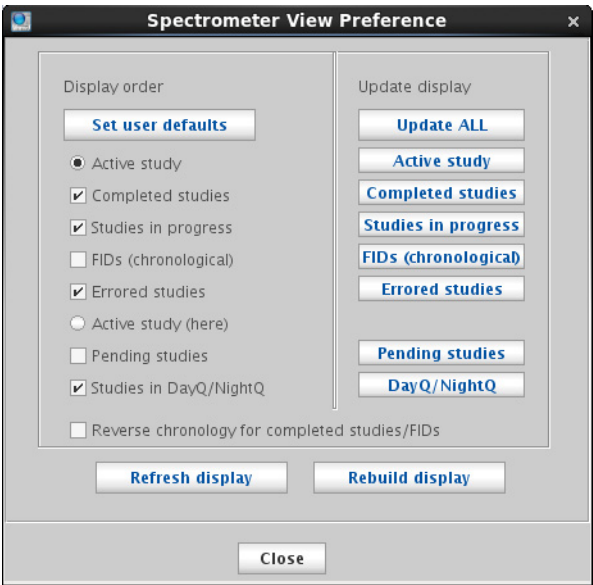 Spectrometer View Preference
Display order
Set user defaults
Active study
Completed studies
Studies in progress
FIDs (chronological)
Errored studies
Active study (here)
Pending studies
Studies in DayQ/NightQ
Update display
Update ALL
Active study
Completed studies
Studies in progress
FIDs (chronological)
Errored studies
Pending studies
DayQ/NightQ
Reverse chronology for completed studies/FIDs
Refresh display
Rebuild display
Close